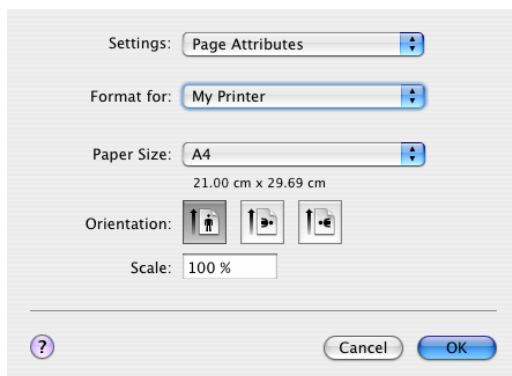 Settings: Page Attributes
Format for: My Printer
Paper Size: A4
21.00 cm x 29.69 cm
Orientation:
Scale: 100 %
? Cancel OK